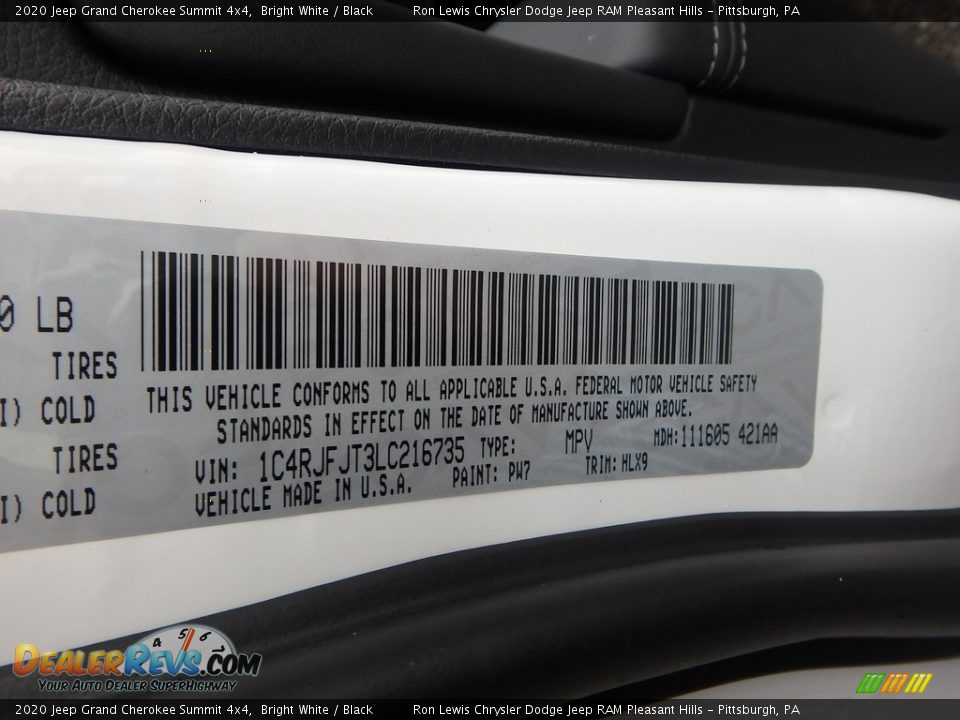 2020 Jeep Grand Cherokee Summit 4x4, Bright White / Black Ron Lewis Chrysler Dodge Jeep RAM Pleasant Hills - Pittsburgh, PA
0 LB
TIRES
I) COLD
TIRES
I) COLD
THIS VEHICLE CONFORMS TO ALL APPLICABLE U.S.A. FEDERAL MOTOR VEHICLE SAFETY
STANDARDS IN EFFECT ON THE DATE OF MANUFACTURE SHOWN ABOVE.
VIN: 1C4RJFJT3LC216735 TYPE: MPV MDH:111605 421AA
VEHICLE MADE IN U.S.A. PAINT: PW7 TRIM: HLX9
4 5 6
DealerRevs.com
Your Auto Dealer SuperHighway
2020 Jeep Grand Cherokee Summit 4x4, Bright White / Black Ron Lewis Chrysler Dodge Jeep RAM Pleasant Hills - Pittsburgh, PA